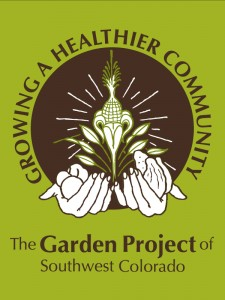 GROWING A HEALTHIER COMMUNITY
The Garden Project of
Southwest Colorado